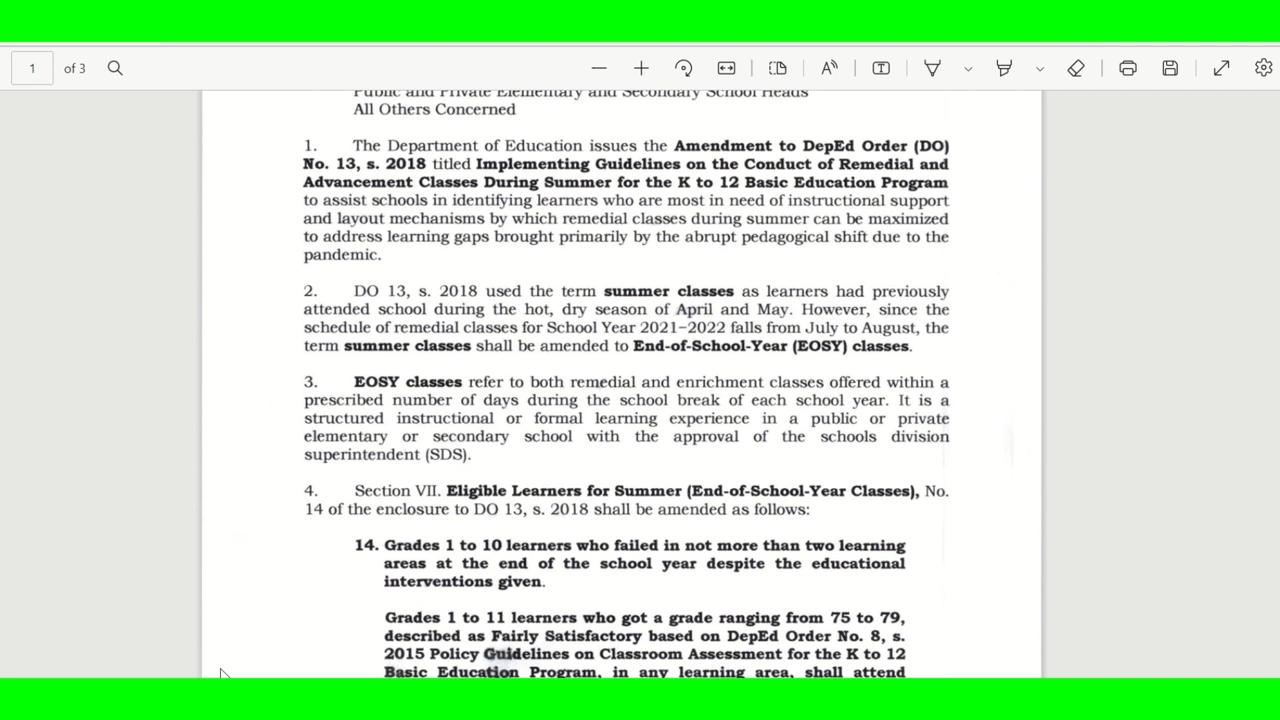 1 of 3
Public and Private Elementary and Secondary School Heads
All Others Concerned
1. The Department of Education issues the Amendment to DepEd Order (DO)
No. 13, s. 2018 titled Implementing Guidelines on the Conduct of Remedial and
Advancement Classes During Summer for the K to 12 Basic Education Program
to assist schools in identifying learners who are most in need of instructional support
and layout mechanisms by which remedial classes during summer can be maximized
to address learning gaps brought primarily by the abrupt pedagogical shift due to the
pandemic.
2. DO 13, s. 2018 used the term summer classes as learners had previously
attended school during the hot, dry season of April and May. However, since the
schedule of remedial classes for School Year 2021–2022 falls from July to August, the
term summer classes shall be amended to End-of-School-Year (EOSY) classes.
3. EOSY classes refer to both remedial and enrichment classes offered within a
prescribed number of days during the school break of each school year. It is a
structured instructional or formal learning experience in a public or private
elementary or secondary school with the approval of the schools division
superintendent (SDS).
4. Section VII. Eligible Learners for Summer (End-of-School-Year Classes), No.
14 of the enclosure to DO 13, s. 2018 shall be amended as follows:
14. Grades 1 to 10 learners who failed in not more than two learning
areas at the end of the school year despite the educational
interventions given.
Grades 1 to 11 learners who got a grade ranging from 75 to 79,
described as Fairly Satisfactory based on DepEd Order No. 8, s.
2015 Policy Guidelines on Classroom Assessment for the K to 12
Basic Education Program, in any learning area, shall attend